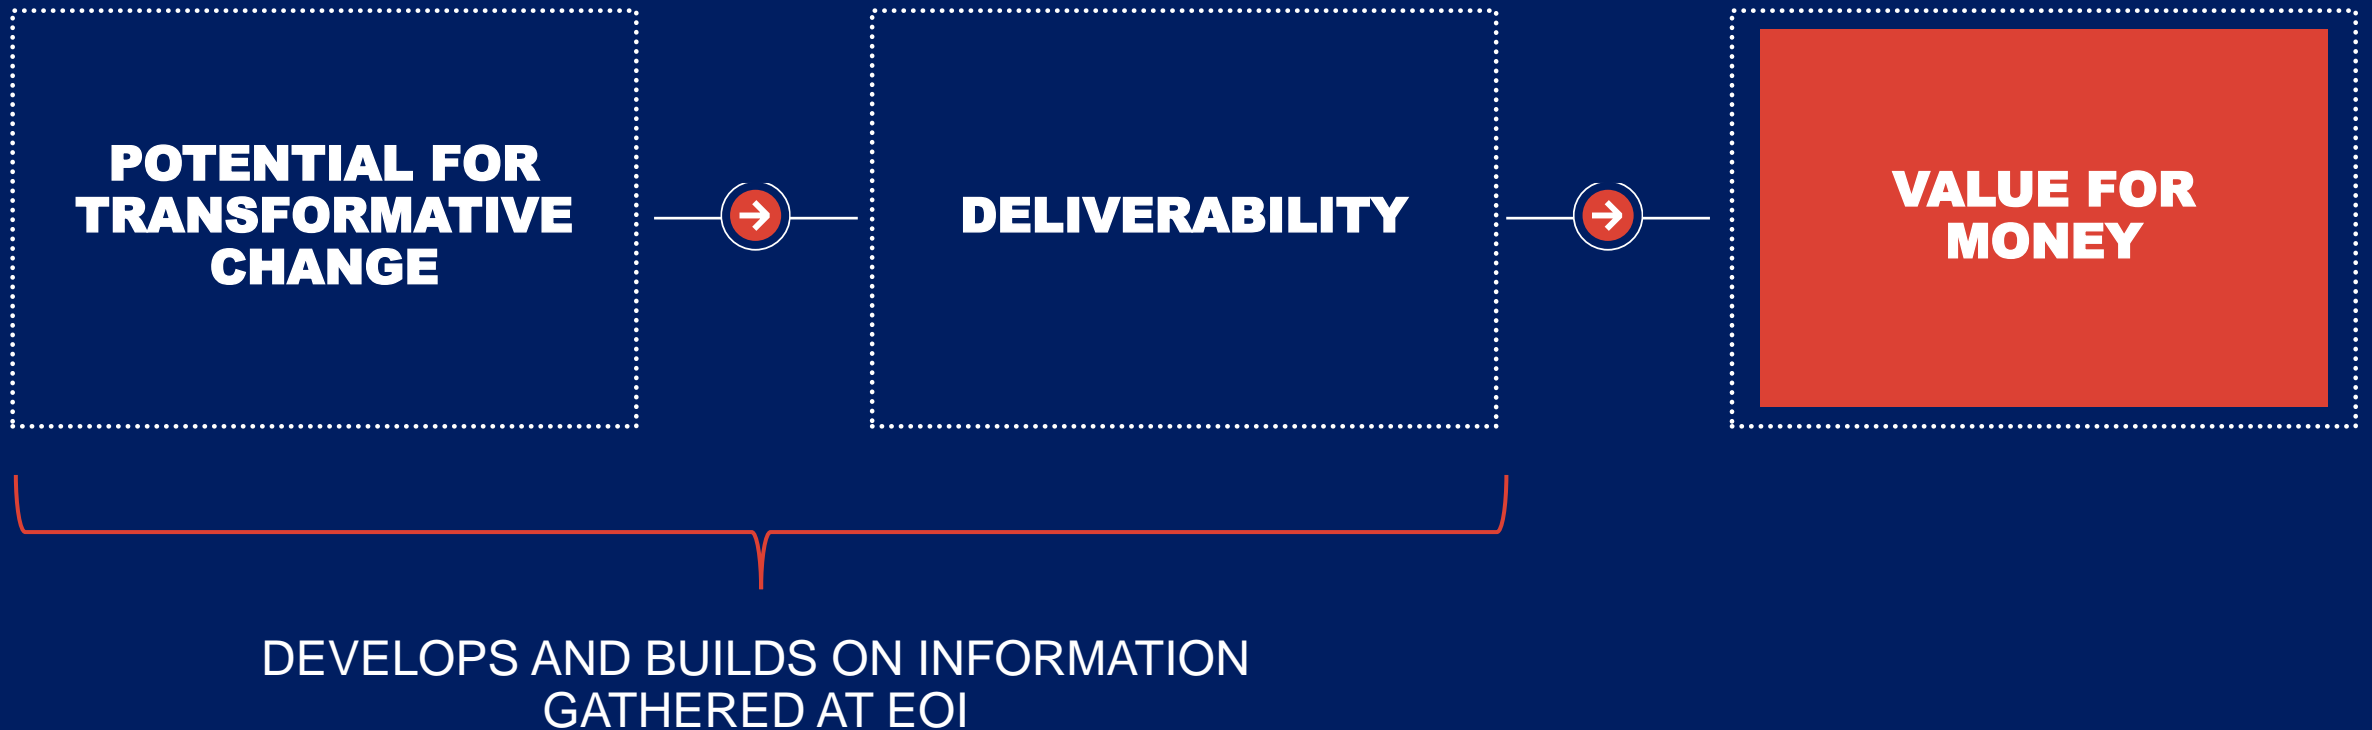 POTENTIAL FOR
TRANSFORMATIVE
CHANGE
DELIVERABILITY
VALUE FOR
MONEY
DEVELOPS AND BUILDS ON INFORMATION
GATHERED AT EOI